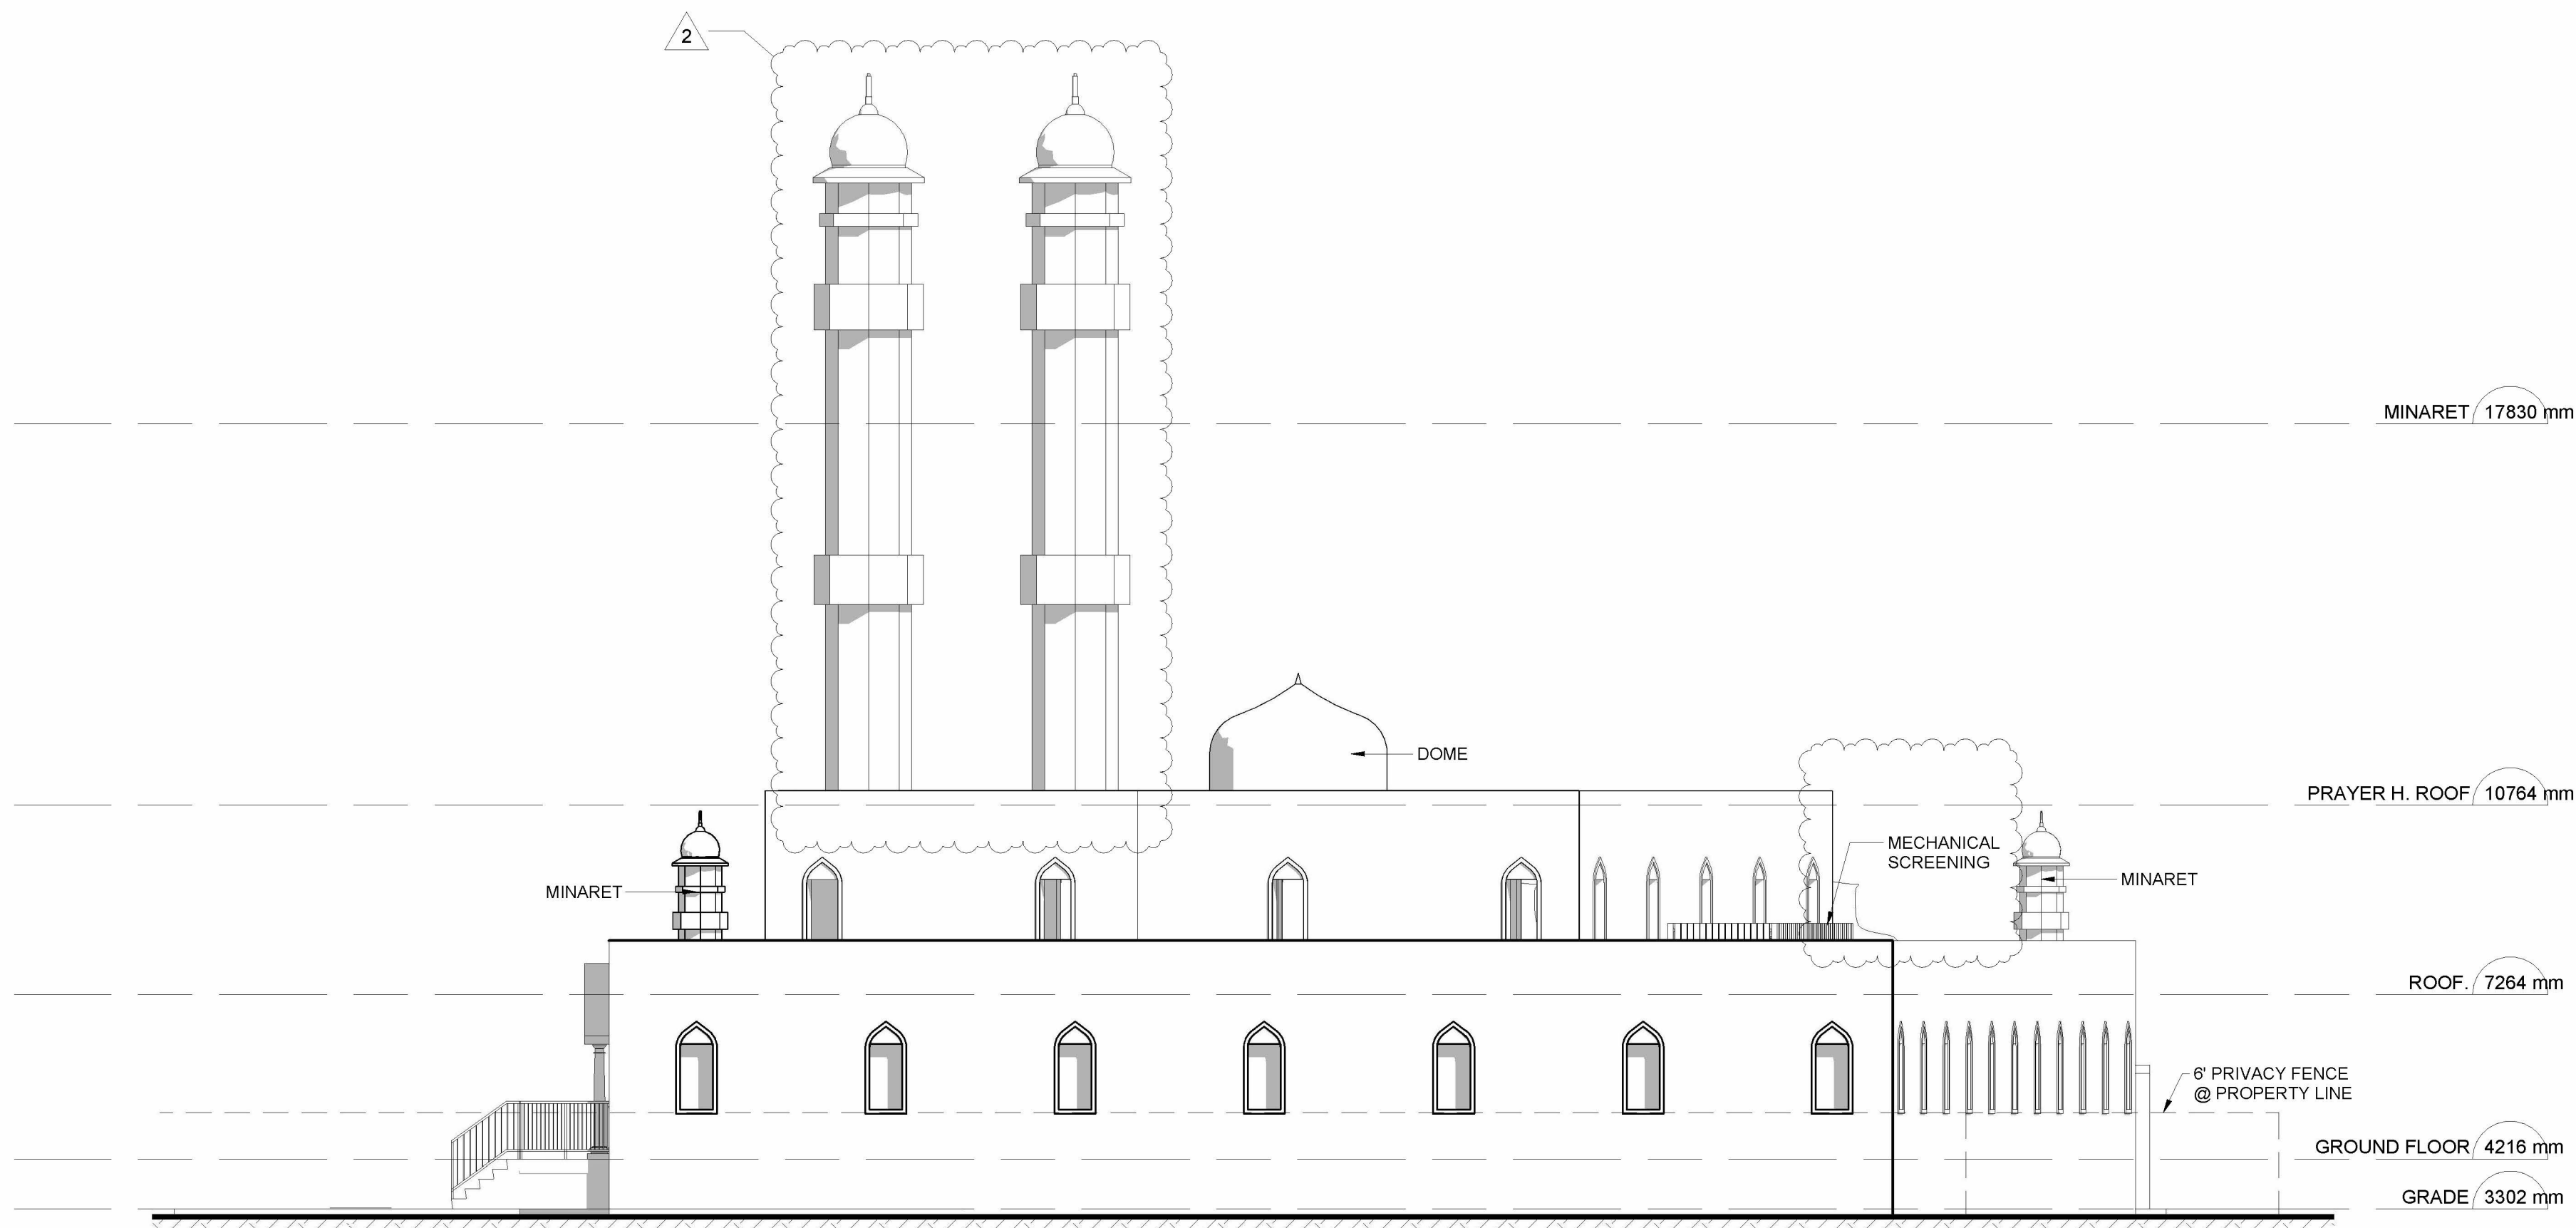 2
MINARET 17830 mm
DOME
PRAYER H. ROOF 10764 mm
MECHANICAL
SCREENING
MINARET
MINARET
ROOF. 7264 mm
6' PRIVACY FENCE
@ PROPERTY LINE
GROUND FLOOR 4216 mm
GRADE 3302 mm